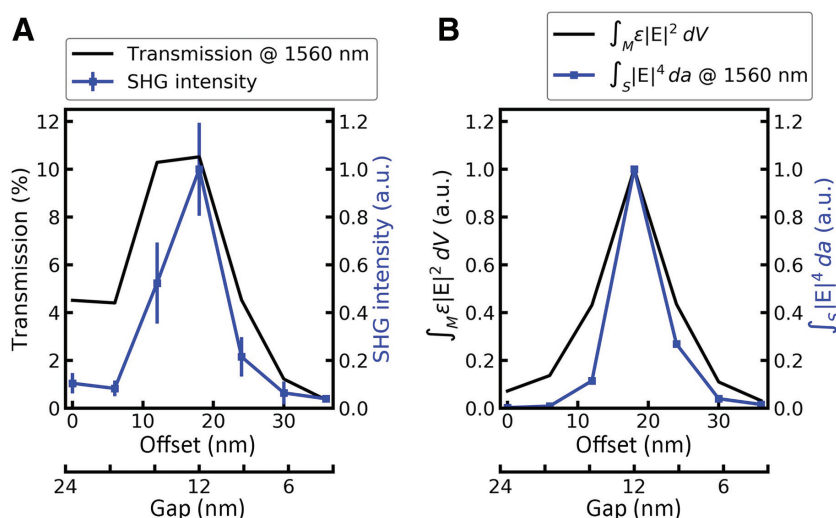 A
Transmission @ 1560 nm
SHG intensity
Transmission (%)
12
10
8
6
4
2
0
1.2
1.0
0.8
0.6
0.4
0.2
0.0
SHG intensity (a.u.)
0 10 20 30
Offset (nm)
24 12 6
Gap (nm)
B
∫_M ε|E|² dV
∫_S |E|⁴ da @ 1560 nm
∫_M ε|E|² dV (a.u.)
1.2
1.0
0.8
0.6
0.4
0.2
0.0
1.2
1.0
0.8
0.6
0.4
0.2
0.0
∫_S |E|⁴ da (a.u.)
0 10 20 30
Offset (nm)
24 12 6
Gap (nm)